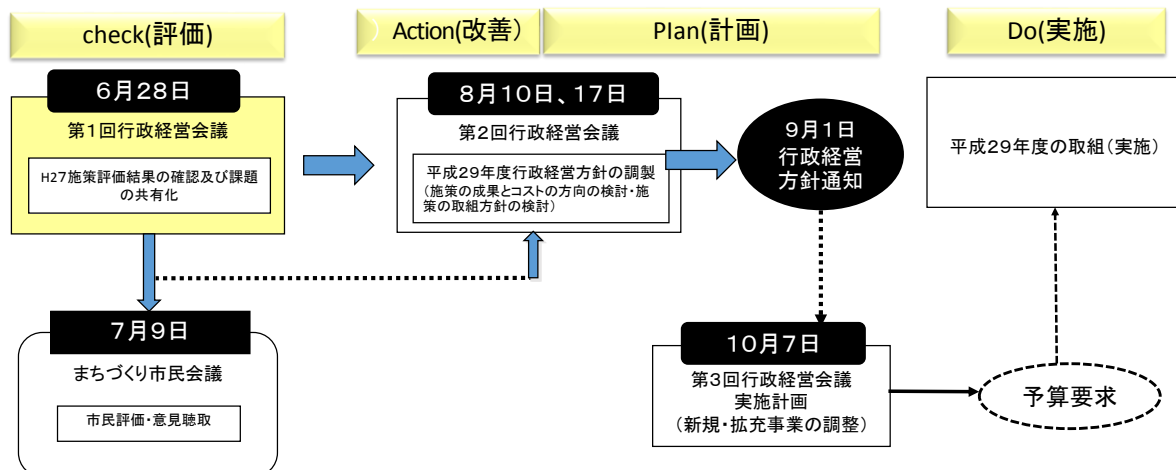 check(評価)
Action(改善)
Plan(計画)
Do(実施)
6月28日
第1回行政経営会議
H27施策評価結果の確認及び課題
の共有化
7月9日
まちづくり市民会議
市民評価・意見聴取
8月10日、17日
第2回行政経営会議
平成29年度行政経営方針の調製
(施策の成果とコストの方向の検討・施
策の取組方針の検討)
9月1日
行政経営
方針通知
10月7日
第3回行政経営会議
実施計画
(新規・拡充事業の調整)
予算要求
平成29年度の取組(実施)